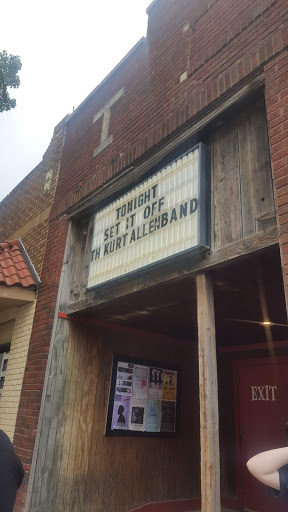 T
TONIGHT
SET IT OFF
TH KURT ALLENBAND
EXIT